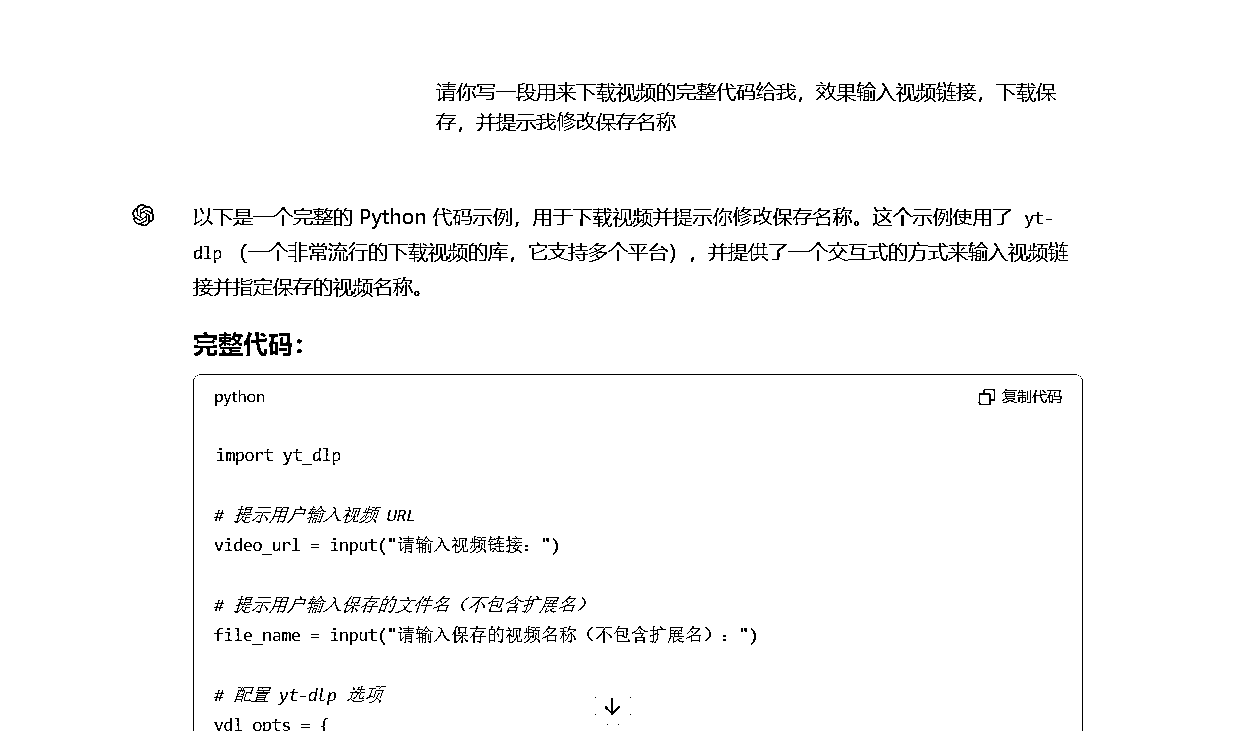 请你写一段用来下载视频的完整代码给我，效果输入视频链接，下载保
存，并提示我修改保存名称
以下是一个完整的 Python 代码示例，用于下载视频并提示你修改保存名称。这个示例使用了 yt-
dlp （一个非常流行的下载视频的库，它支持多个平台），并提供了一个交互式的方式来输入视频链
接并指定保存的视频名称。
完整代码：
python
复制代码
import yt_dlp
# 提示用户输入视频 URL
video_url = input("请输入视频链接：")
# 提示用户输入保存的文件名（不包含扩展名）
file_name = input("请输入保存的视频名称（不包含扩展名）：")
# 配置 yt-dlp 选项
ydl_opts = {